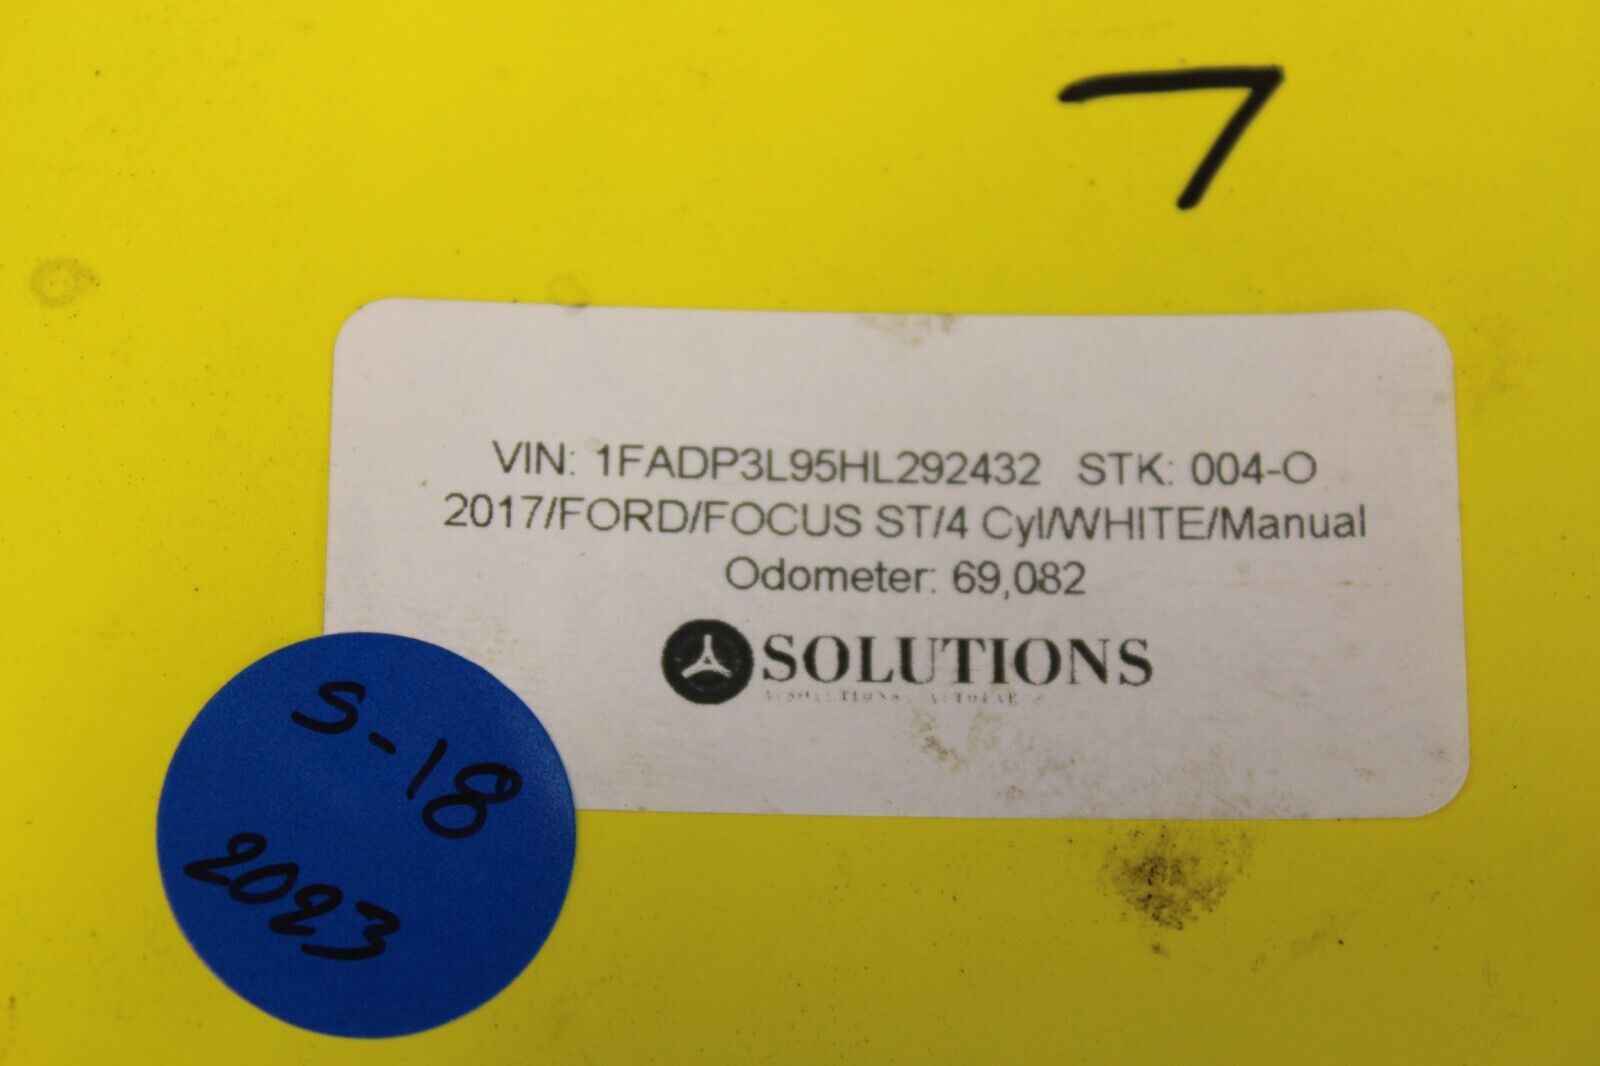 7
VIN: 1FADP3L95HL292432 STK: 004-O
2017/FORD/FOCUS ST/4 Cyl/WHITE/Manual
Odometer: 69,082
SOLUTIONS
S-18
2023